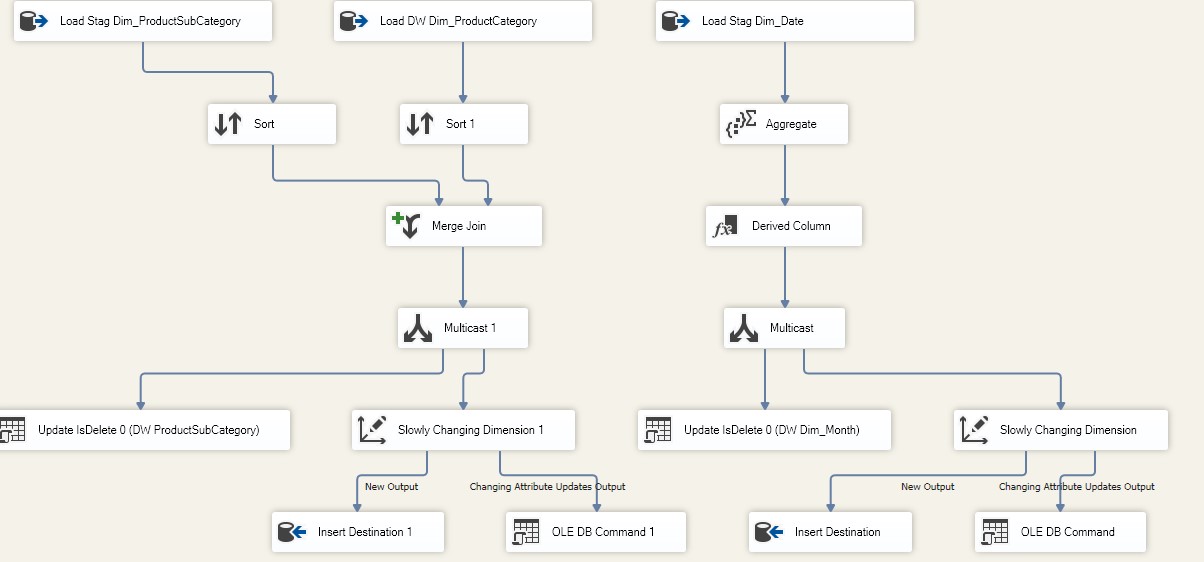 Load Stag Dim_ProductSubCategory
Load DW Dim_ProductCategory
Load Stag Dim_Date
Sort
Sort 1
Aggregate
Merge Join
Derived Column
Multicast 1
Multicast
Update IsDelete 0 (DW ProductSubCategory)
Slowly Changing Dimension 1
Update IsDelete 0 (DW Dim_Month)
Slowly Changing Dimension
New Output
Changing Attribute Updates Output
New Output
Changing Attribute Updates Output
Insert Destination 1
OLE DB Command 1
Insert Destination
OLE DB Command